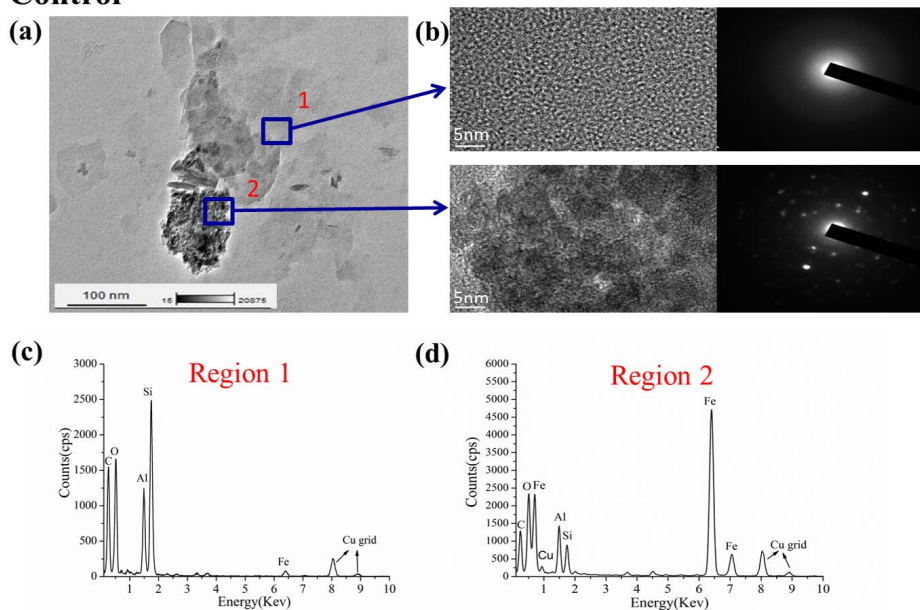 Control
(a)
1
2
100 nm
15
20875
(b)
5nm
5nm
(c)
Region 1
3000
2500
2000
1500
1000
500
0
Counts(cps)
C
O
Al
Si
Fe
Cu grid
0 1 2 3 4 5 6 7 8 9 10
Energy(Kev)
(d)
Region 2
6000
5500
5000
4500
4000
3500
3000
2500
2000
1500
1000
500
0
Counts(cps)
C
O
Fe
Cu
Al
Si
Fe
Fe
Cu grid
0 1 2 3 4 5 6 7 8 9 10
Energy(Kev)